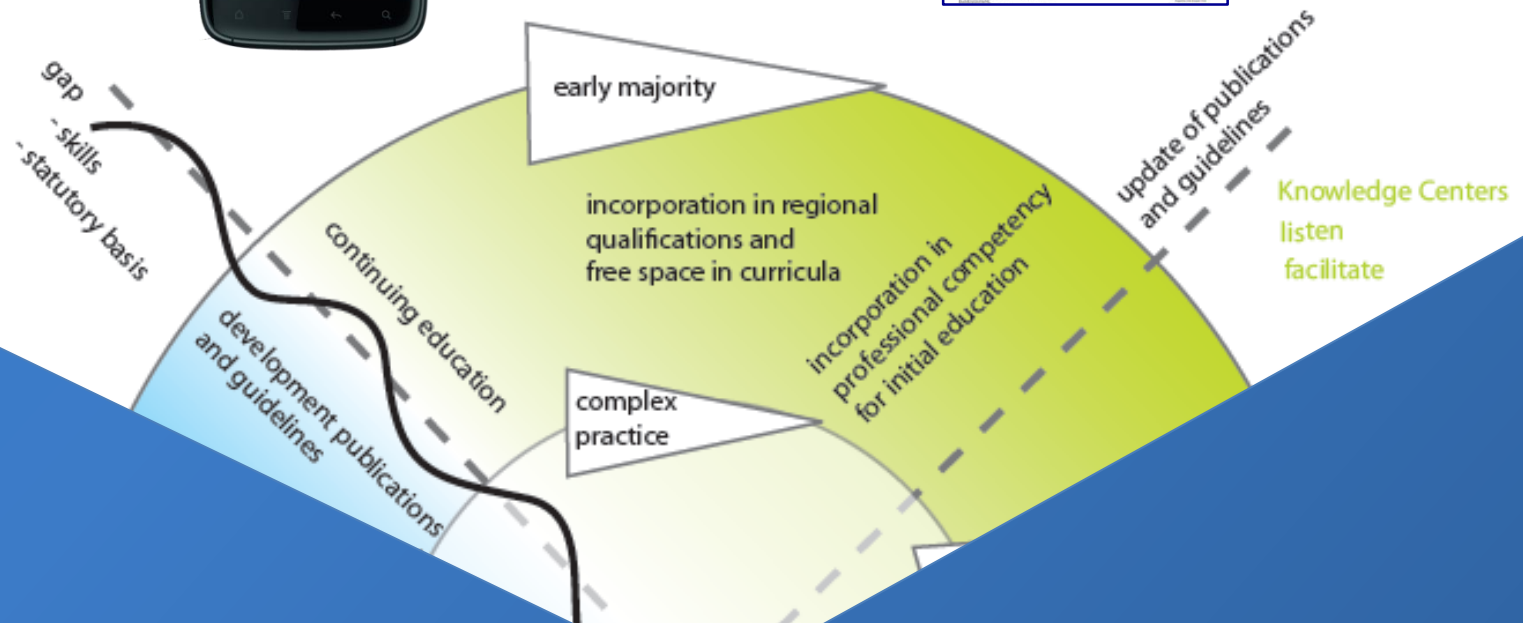 gap
- skills
- statutory basis
early majority
update of publications
and guidelines
Knowledge Centers
listen
facilitate
continuing education
incorporation in regional
qualifications and
free space in curricula
incorporation in
professional competency
for initial education
development publications
and guidelines
complex
practice